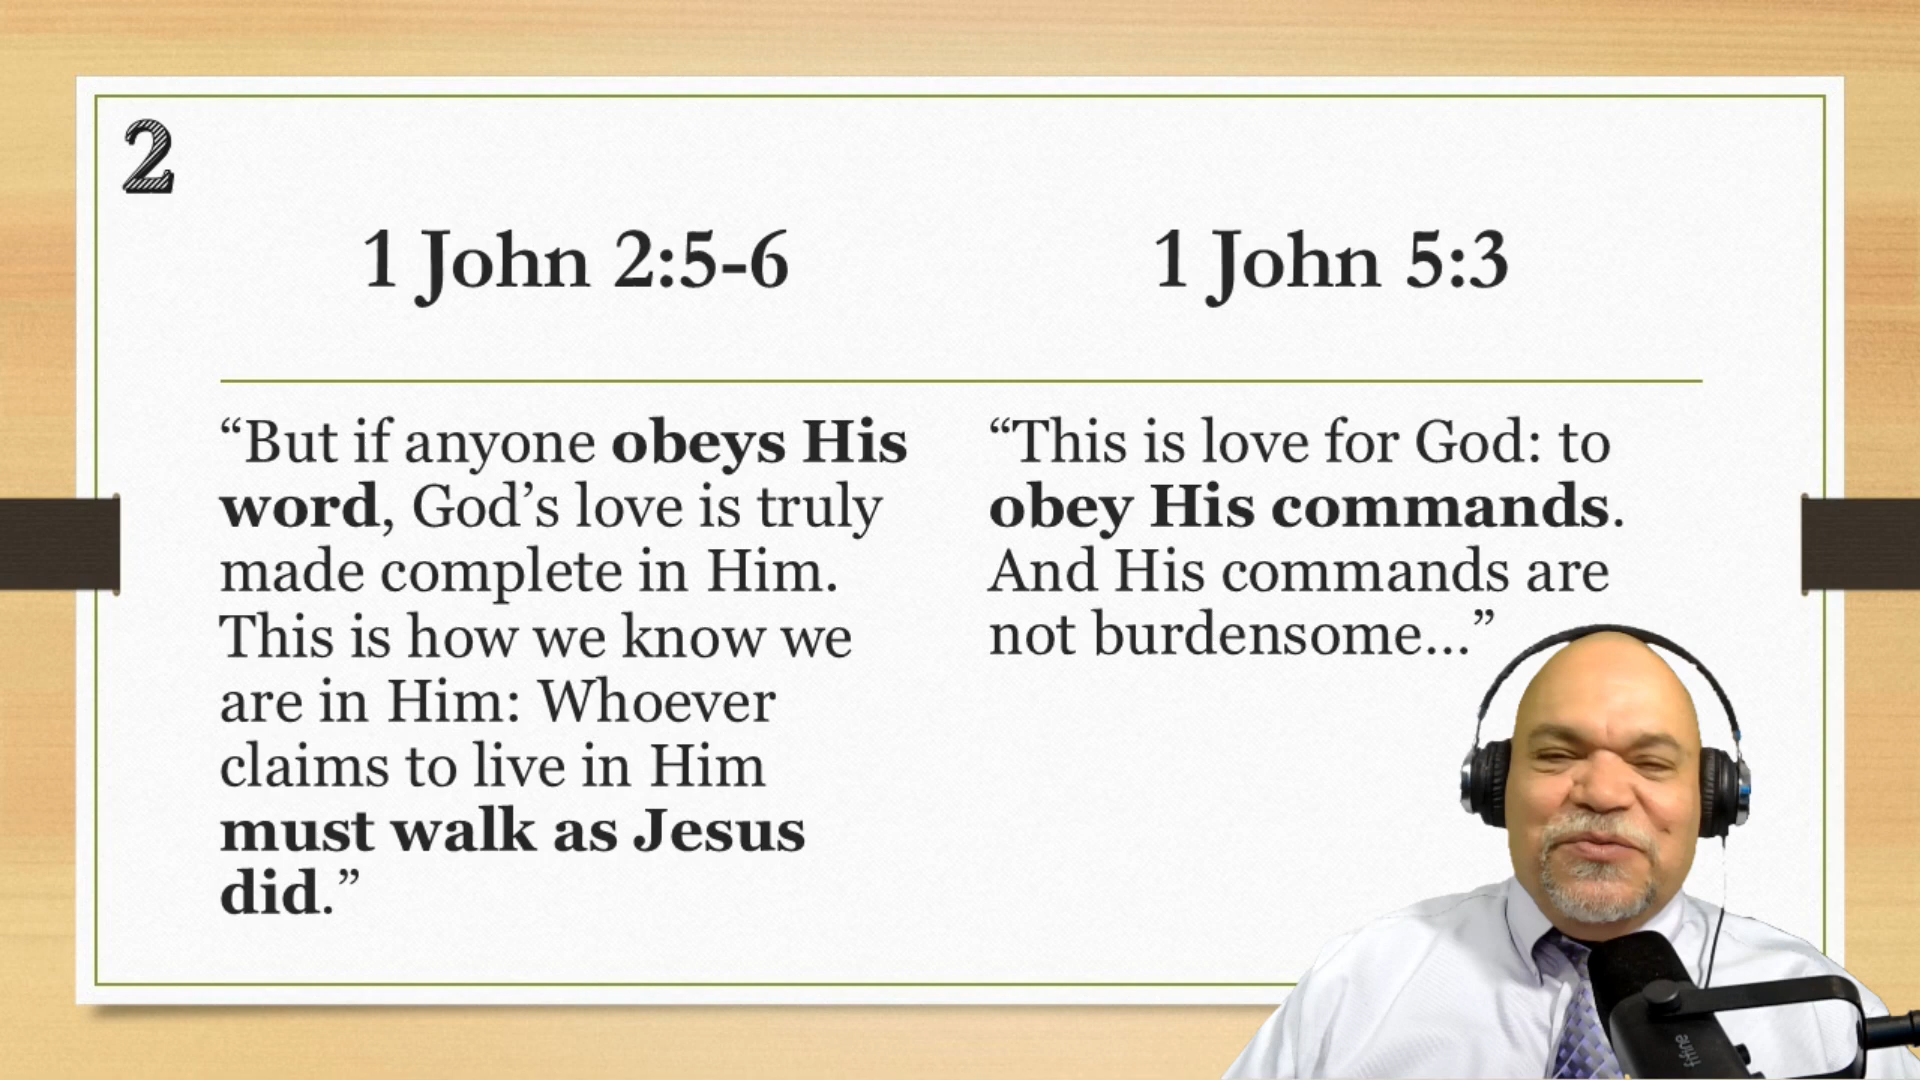 2
1 John 2:5-6
“But if anyone obeys His
word, God’s love is truly
made complete in Him.
This is how we know we
are in Him: Whoever
claims to live in Him
must walk as Jesus
did.”
1 John 5:3
“This is love for God: to
obey His commands.
And His commands are
not burdensome...”
fifine